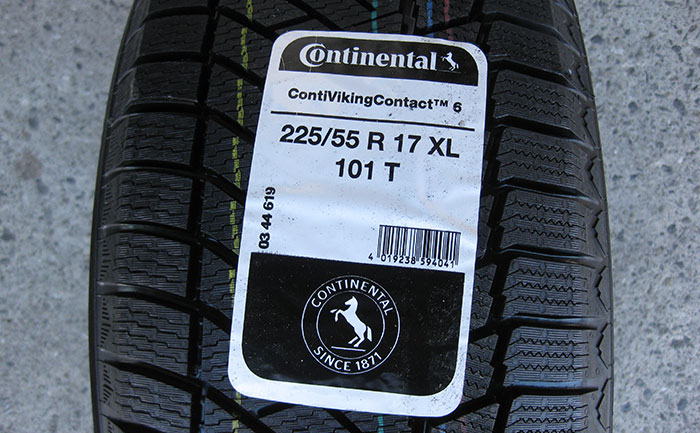 Continental
ContiVikingContact™ 6
225/55 R 17 XL
101 T
03 44 619
4 019238 594041
CONTINENTAL
SINCE 1871